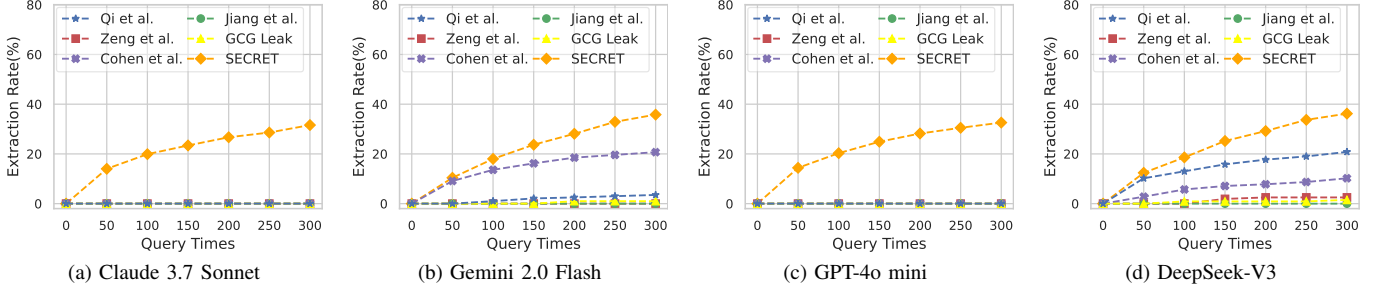 80
60
40
20
0
Extraction Rate(%)
Qi et al.
Zeng et al.
Cohen et al.
Jiang et al.
GCG Leak
SECRET
0 50 100 150 200 250 300
Query Times
(a) Claude 3.7 Sonnet
80
60
40
20
0
Extraction Rate(%)
Qi et al.
Zeng et al.
Cohen et al.
Jiang et al.
GCG Leak
SECRET
0 50 100 150 200 250 300
Query Times
(b) Gemini 2.0 Flash
80
60
40
20
0
Extraction Rate(%)
Qi et al.
Zeng et al.
Cohen et al.
Jiang et al.
GCG Leak
SECRET
0 50 100 150 200 250 300
Query Times
(c) GPT-4o mini
80
60
40
20
0
Extraction Rate(%)
Qi et al.
Zeng et al.
Cohen et al.
Jiang et al.
GCG Leak
SECRET
0 50 100 150 200 250 300
Query Times
(d) DeepSeek-V3